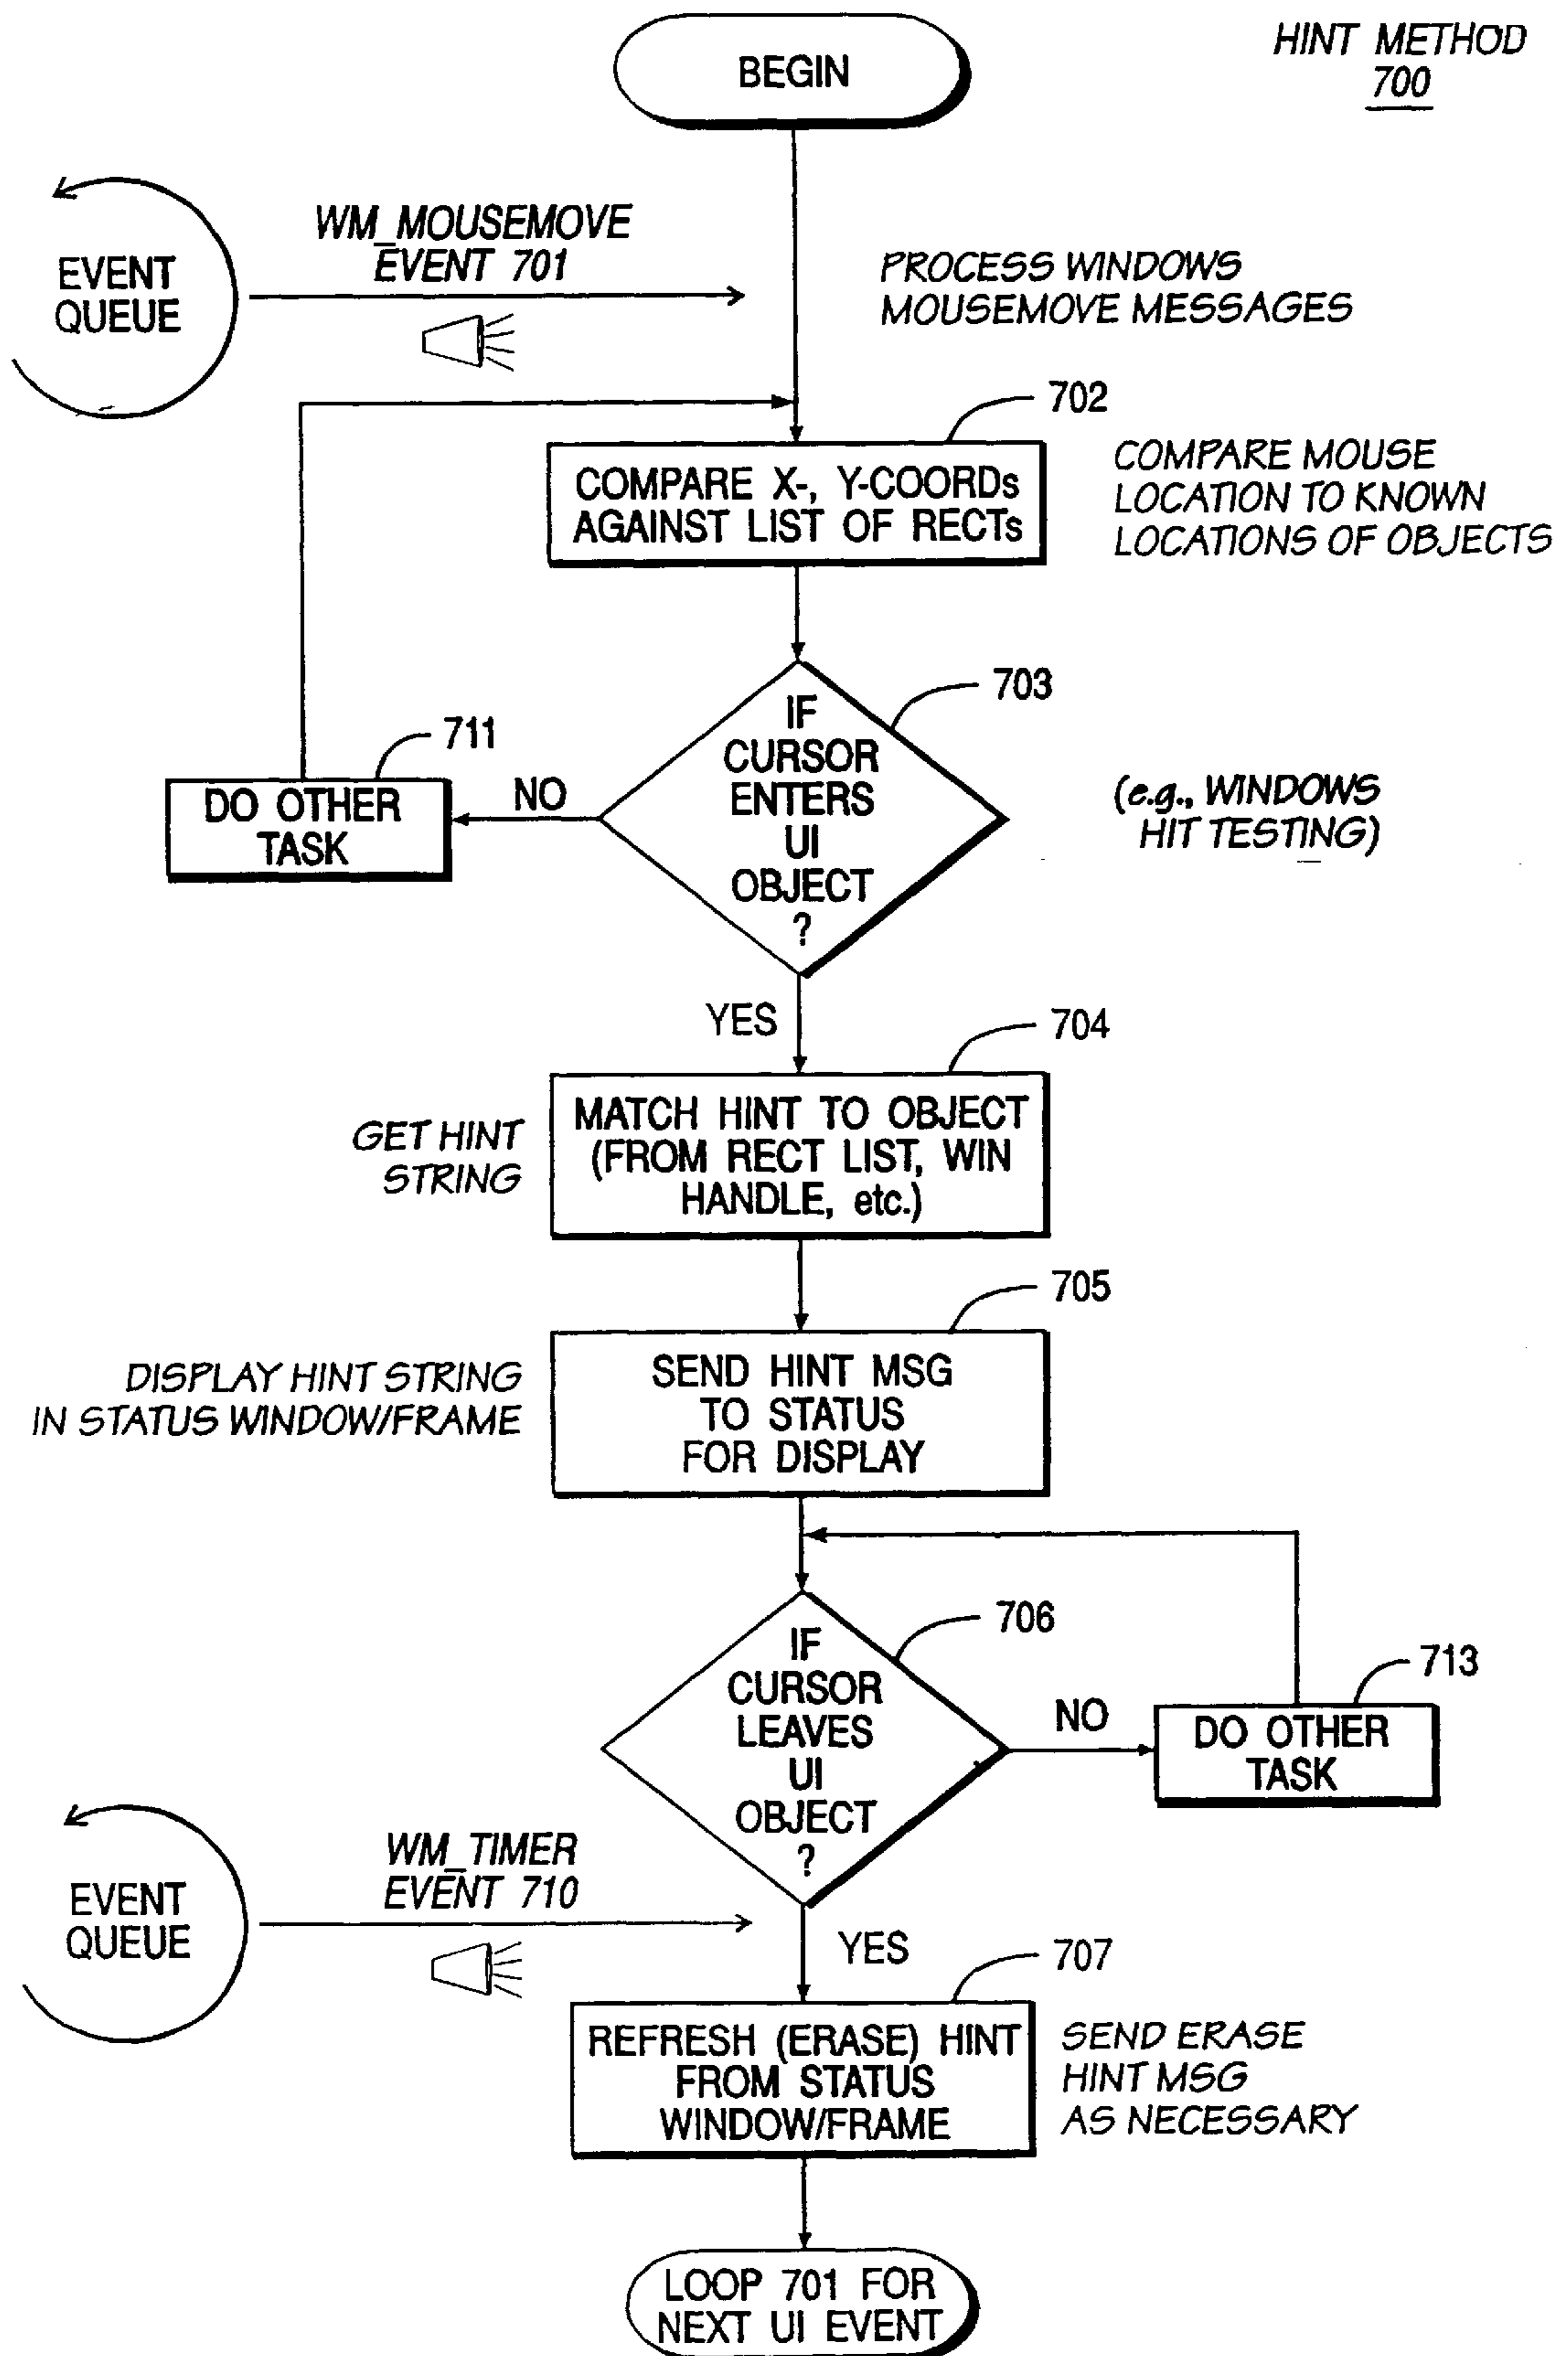 HINT METHOD
700
BEGIN
EVENT
QUEUE
WM_MOUSEMOVE
EVENT 701
PROCESS WINDOWS
MOUSEMOVE MESSAGES
702
COMPARE X-, Y-COORDs
AGAINST LIST OF RECTs
COMPARE MOUSE
LOCATION TO KNOWN
LOCATIONS OF OBJECTS
703
IF
CURSOR
ENTERS
UI
OBJECT
?
711
DO OTHER
TASK
NO
(e.g., WINDOWS
HIT TESTING)
YES
704
GET HINT
STRING
MATCH HINT TO OBJECT
(FROM RECT LIST, WIN
HANDLE, etc.)
705
DISPLAY HINT STRING
IN STATUS WINDOW/FRAME
SEND HINT MSG
TO STATUS
FOR DISPLAY
706
IF
CURSOR
LEAVES
UI
OBJECT
?
NO
713
DO OTHER
TASK
EVENT
QUEUE
WM_TIMER
EVENT 710
YES
707
REFRESH (ERASE) HINT
FROM STATUS
WINDOW/FRAME
SEND ERASE
HINT MSG
AS NECESSARY
LOOP 701 FOR
NEXT UI EVENT